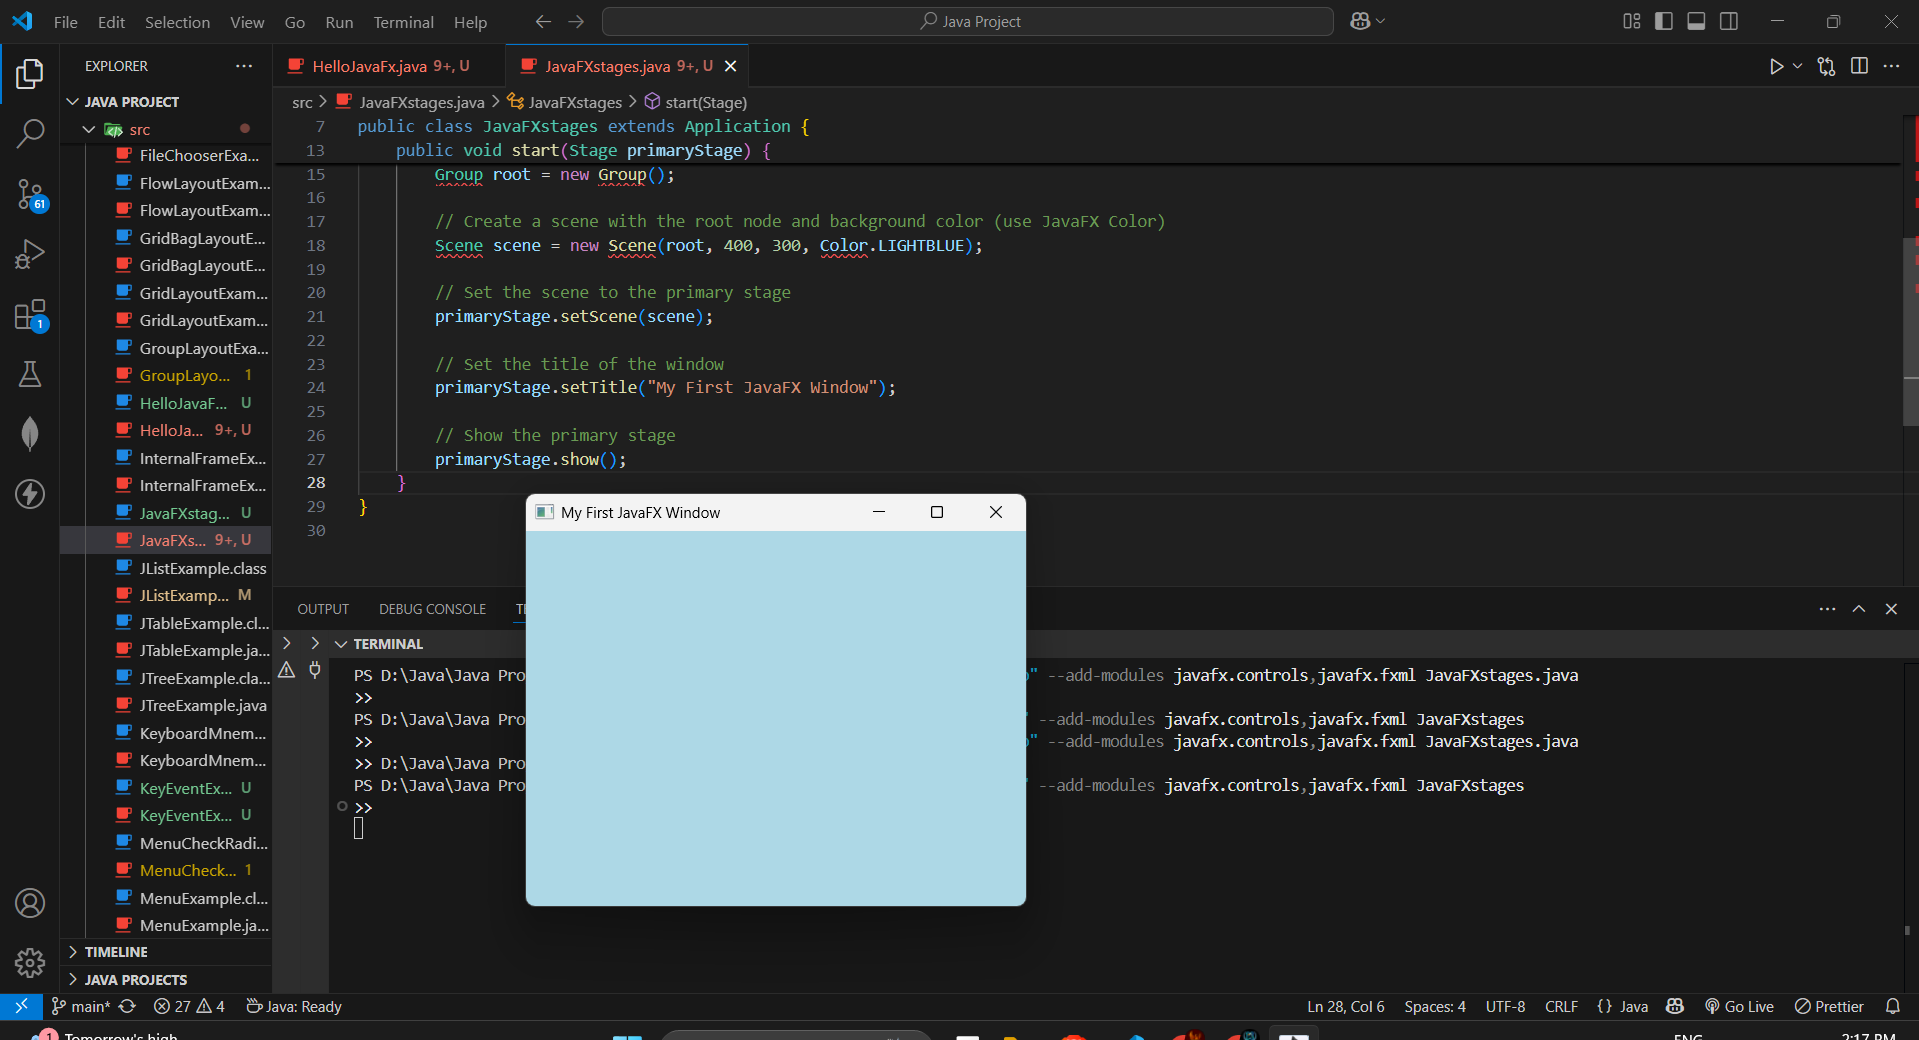 File Edit Selection View Go Run Terminal Help
Java Project
EXPLORER
JAVA PROJECT
src
FileChooserExa...
FlowLayoutExam...
FlowLayoutExam...
GridBagLayoutE...
GridBagLayoutE...
GridLayoutExam...
GridLayoutExam...
GroupLayoutExa...
GroupLayo... 1
HelloJavaF... U
HelloJa... 9+, U
InternalFrameEx...
InternalFrameEx...
JavaFXstag... U
JavaFXs... 9+, U
JListExample.class
JListExamp... M
JTableExample.cl...
JTableExample.ja...
JTreeExample.cla...
JTreeExample.java
KeyboardMnem...
KeyboardMnem...
KeyEventEx... U
KeyEventEx... U
MenuCheckRadi...
MenuCheck... 1
MenuExample.cl...
MenuExample.ja...
TIMELINE
JAVA PROJECTS
61
1
HelloJavaFx.java 9+, U
JavaFXstages.java 9+, U
src > JavaFXstages.java > JavaFXstages > start(Stage)
7 public class JavaFXstages extends Application {
13 public void start(Stage primaryStage) {
15 Group root = new Group();
16
17 // Create a scene with the root node and background color (use JavaFX Color)
18 Scene scene = new Scene(root, 400, 300, Color.LIGHTBLUE);
19
20 // Set the scene to the primary stage
21 primaryStage.setScene(scene);
22
23 // Set the title of the window
24 primaryStage.setTitle("My First JavaFX Window");
25
26 // Show the primary stage
27 primaryStage.show();
28 }
29 }
30
My First JavaFX Window
OUTPUT DEBUG CONSOLE
TERMINAL
PS D:\Java\Java Pro " --add-modules javafx.controls,javafx.fxml JavaFXstages.java
>>
PS D:\Java\Java Pro --add-modules javafx.controls,javafx.fxml JavaFXstages
>> " --add-modules javafx.controls,javafx.fxml JavaFXstages.java
>> D:\Java\Java Pro
PS D:\Java\Java Pro --add-modules javafx.controls,javafx.fxml JavaFXstages
>>
main* 27 4 Java: Ready
Ln 28, Col 6 Spaces: 4 UTF-8 CRLF {} Java Go Live Prettier
1 Tomorrow's high
ENG 2:17 PM